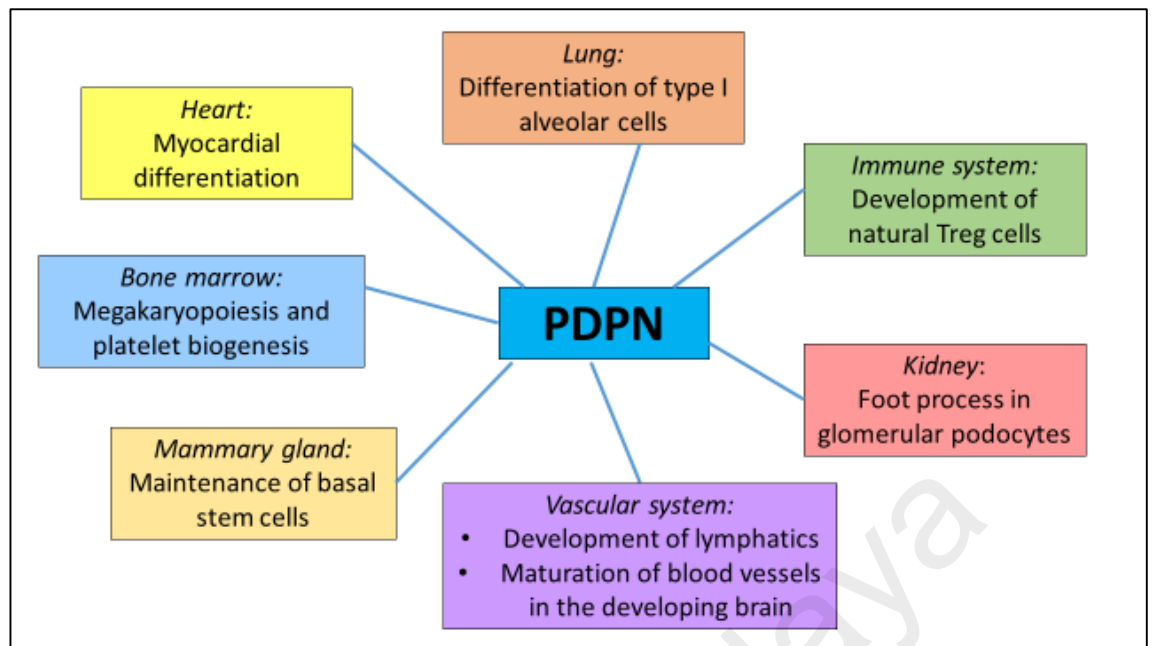 Lung:
Differentiation of type I
alveolar cells
Heart:
Myocardial
differentiation
Immune system:
Development of
natural Treg cells
Bone marrow:
Megakaryopoiesis and
platelet biogenesis
PDPN
Kidney:
Foot process in
glomerular podocytes
Mammary gland:
Maintenance of basal
stem cells
Vascular system:
• Development of lymphatics
• Maturation of blood vessels
in the developing brain